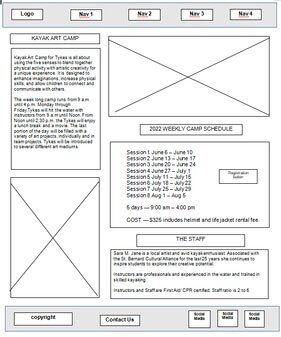 Logo
Nav 1
Nav 2
Nav 3
Nav 4
KAYAK ART CAMP
Kayak Art Camp for Tykes is all about
using the five senses to blend together
physical activity with artistic creativity for
a unique experience. It is designed to
enhance imaginations, increase physical
skills, and allow children to connect and
communicate with others.
The week long camp runs from 9 a.m.
until 4 p.m. Monday through
Friday.Tykes will hit the water with
instructors from 9 a.m until Noon. From
Noon until 2:30 p.m. the Tykes will enjoy
a lunch break and a movie. The last
portion of the day will be filled with a
variety of art projects, individually and in
team projects. Tykes will be introduced
to several different art mediums.
2022 WEEKLY CAMP SCHEDULE
Session 1 June 6 – June 10
Session 2 June 13 – June 17
Session 3 June 20 – June 24
Session 4 June 27 – July 1
Session 5 July 11 – July 15
Session 6 July 18 – July 22
Session 7 July 25 – July 29
Session 8 Aug 1 – Aug 5
5 days — 9:00 am – 4:00 pm
COST — $325 includes helmet and life jacket rental fee.
Registration
button
THE STAFF
Sara M. Jane is a local artist and avid kayak enthusiast. Associated with
the St. Bernard Cultural Alliance for the last 25 years she continues to
students to explore their creative potential.
Instructors are professionals and experienced in the water and trained in
skilled kayaking.
Instructors and Staff are First Aid/ CPR certified. Staff ratio is 2 to 6
copyright
Contact Us
Social
Media
Social
Media
Social
Media